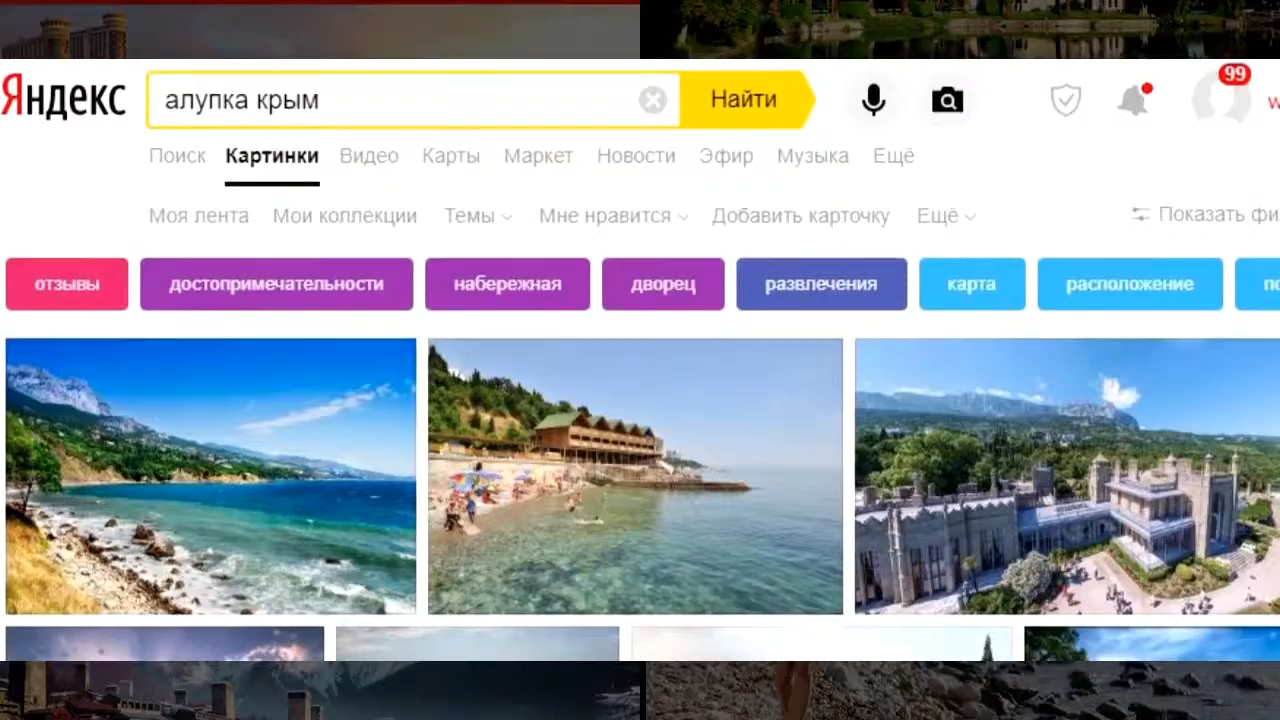 Яндекс
алупка крым
Найти
99
Поиск Картинки Видео Карты Маркет Новости Эфир Музыка Ещё
Моя лента Мои коллекции Темы Мне нравится Добавить карточку Ещё Показать
отзывы достопримечательности набережная дворец развлечения карта расположение